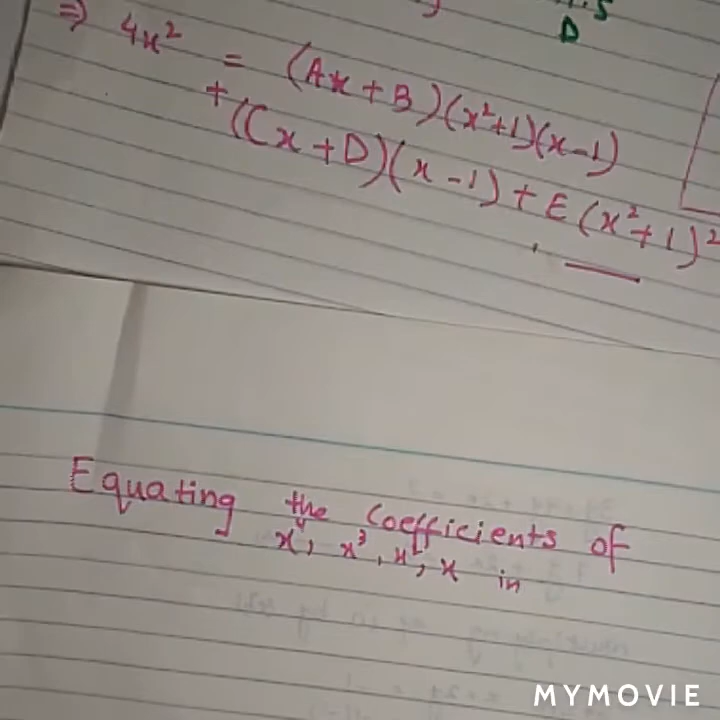 ⇒ 4x² = (Ax + B)(x²+1)(x-1)
+ (Cx + D)(x-1) + E(x²+1)²
Equating the coefficients of
x⁴, x³, x², x in
MYMOVIE